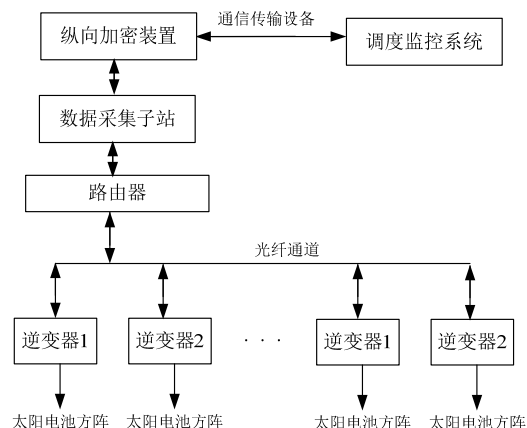 通信传输设备
纵向加密装置
调度监控系统
数据采集子站
路由器
光纤通道
逆变器1
逆变器2
· · ·
逆变器1
逆变器2
太阳电池方阵
太阳电池方阵
太阳电池方阵
太阳电池方阵